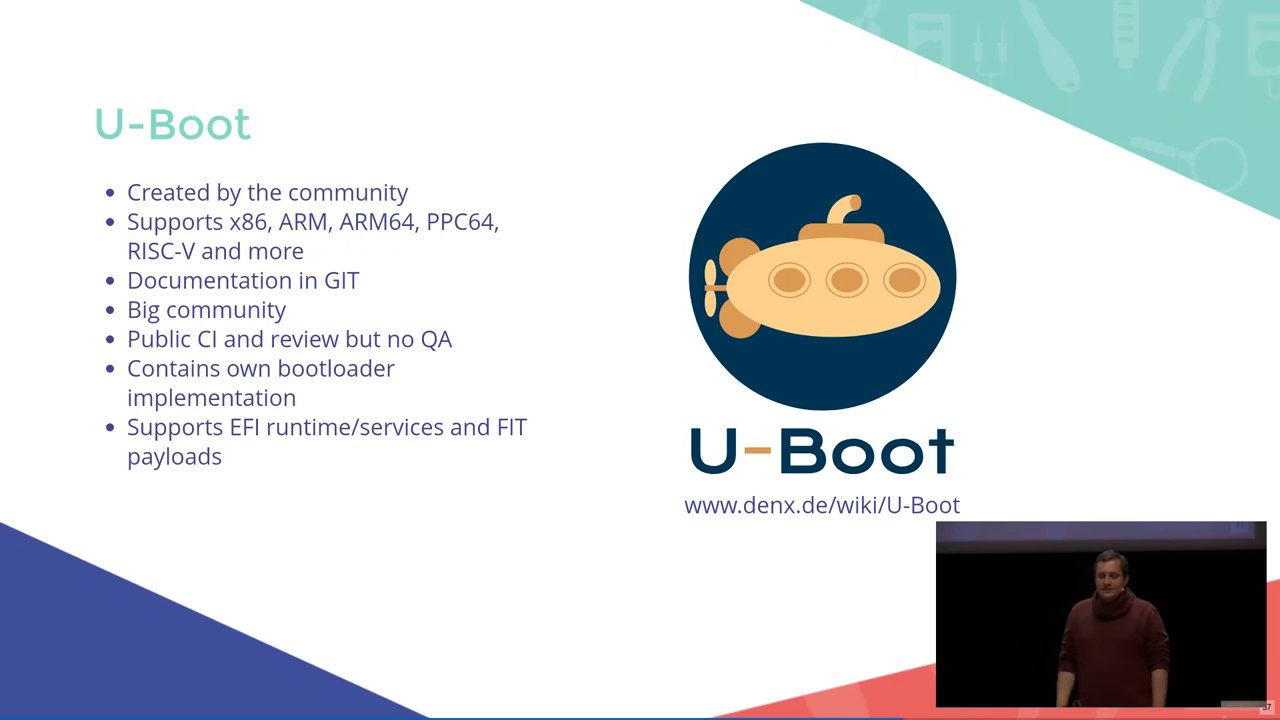 U-Boot
Created by the community
Supports x86, ARM, ARM64, PPC64,
RISC-V and more
Documentation in GIT
Big community
Public CI and review but no QA
Contains own bootloader
implementation
Supports EFI runtime/services and FIT
payloads
U-Boot
www.denx.de/wiki/U-Boot
37